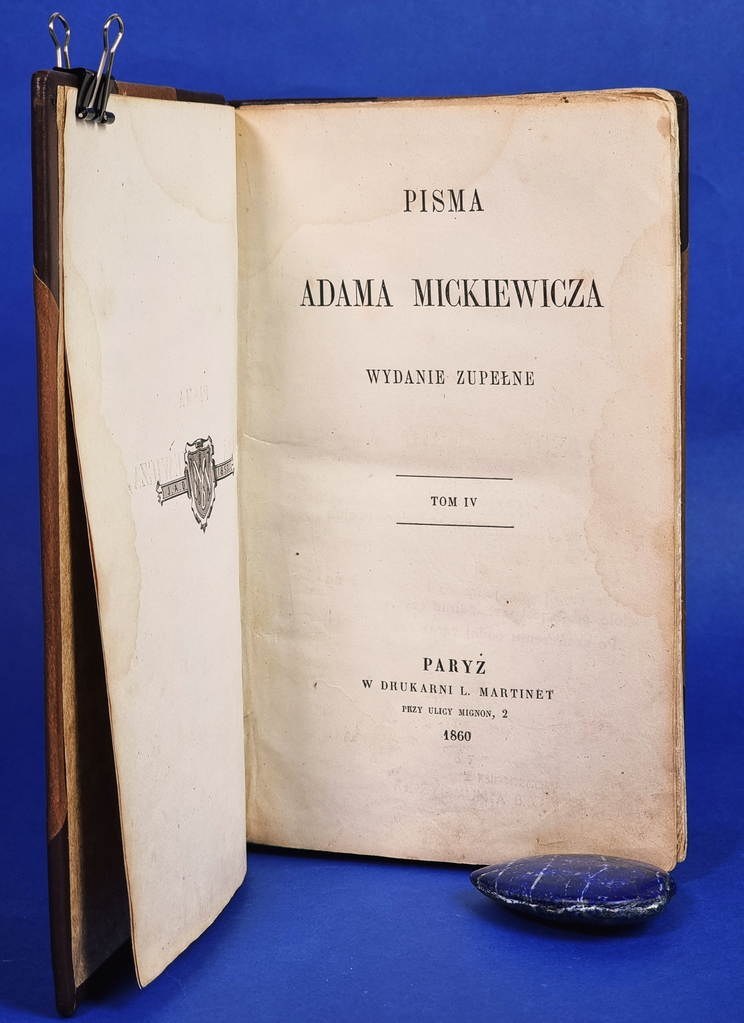 PISMA
ADAMA MICKIEWICZA
WYDANIE ZUPEŁNE
TOM IV
PARYŻ
W DRUKARNI L. MARTINET
PRZY ULICY MIGNON, 2
1860